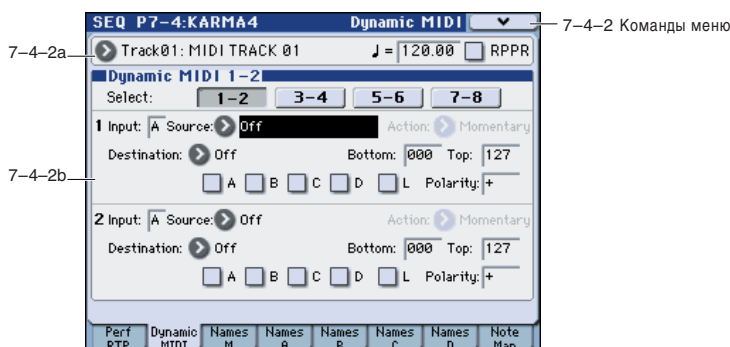 SEQ P7-4:KARMA4 Dynamic MIDI
7–4–2 Команды меню
7–4–2a
Track01: MIDI TRACK 01 ♩ = 120.00 RPPR
Dynamic MIDI 1-2
Select: 1-2 3-4 5-6 7-8
1 Input: A Source: Off Action: Momentary
Destination: Off Bottom: 000 Top: 127
7–4–2b
A B C D L Polarity: +
2 Input: A Source: Off Action: Momentary
Destination: Off Bottom: 000 Top: 127
A B C D L Polarity: +
Perf RTP Dynamic MIDI Names M Names A Names B Names C Names D Note Map